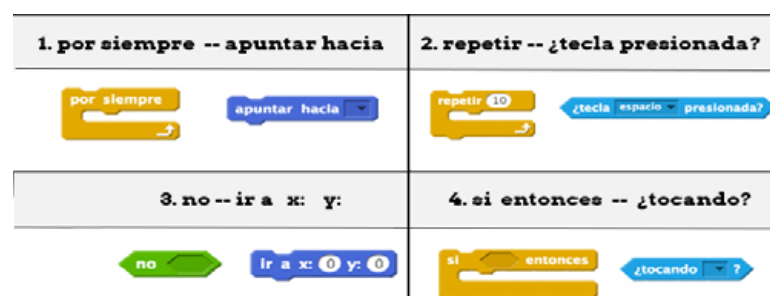 1. por siempre -- apuntar hacia
por siempre
apuntar hacia
2. repetir -- ¿tecla presionada?
repetir 10
¿tecla espacio presionada?
3. no -- ir a x: y:
no
ir a x: 0 y: 0
4. si entonces -- ¿tocando?
si entonces
¿tocando ?